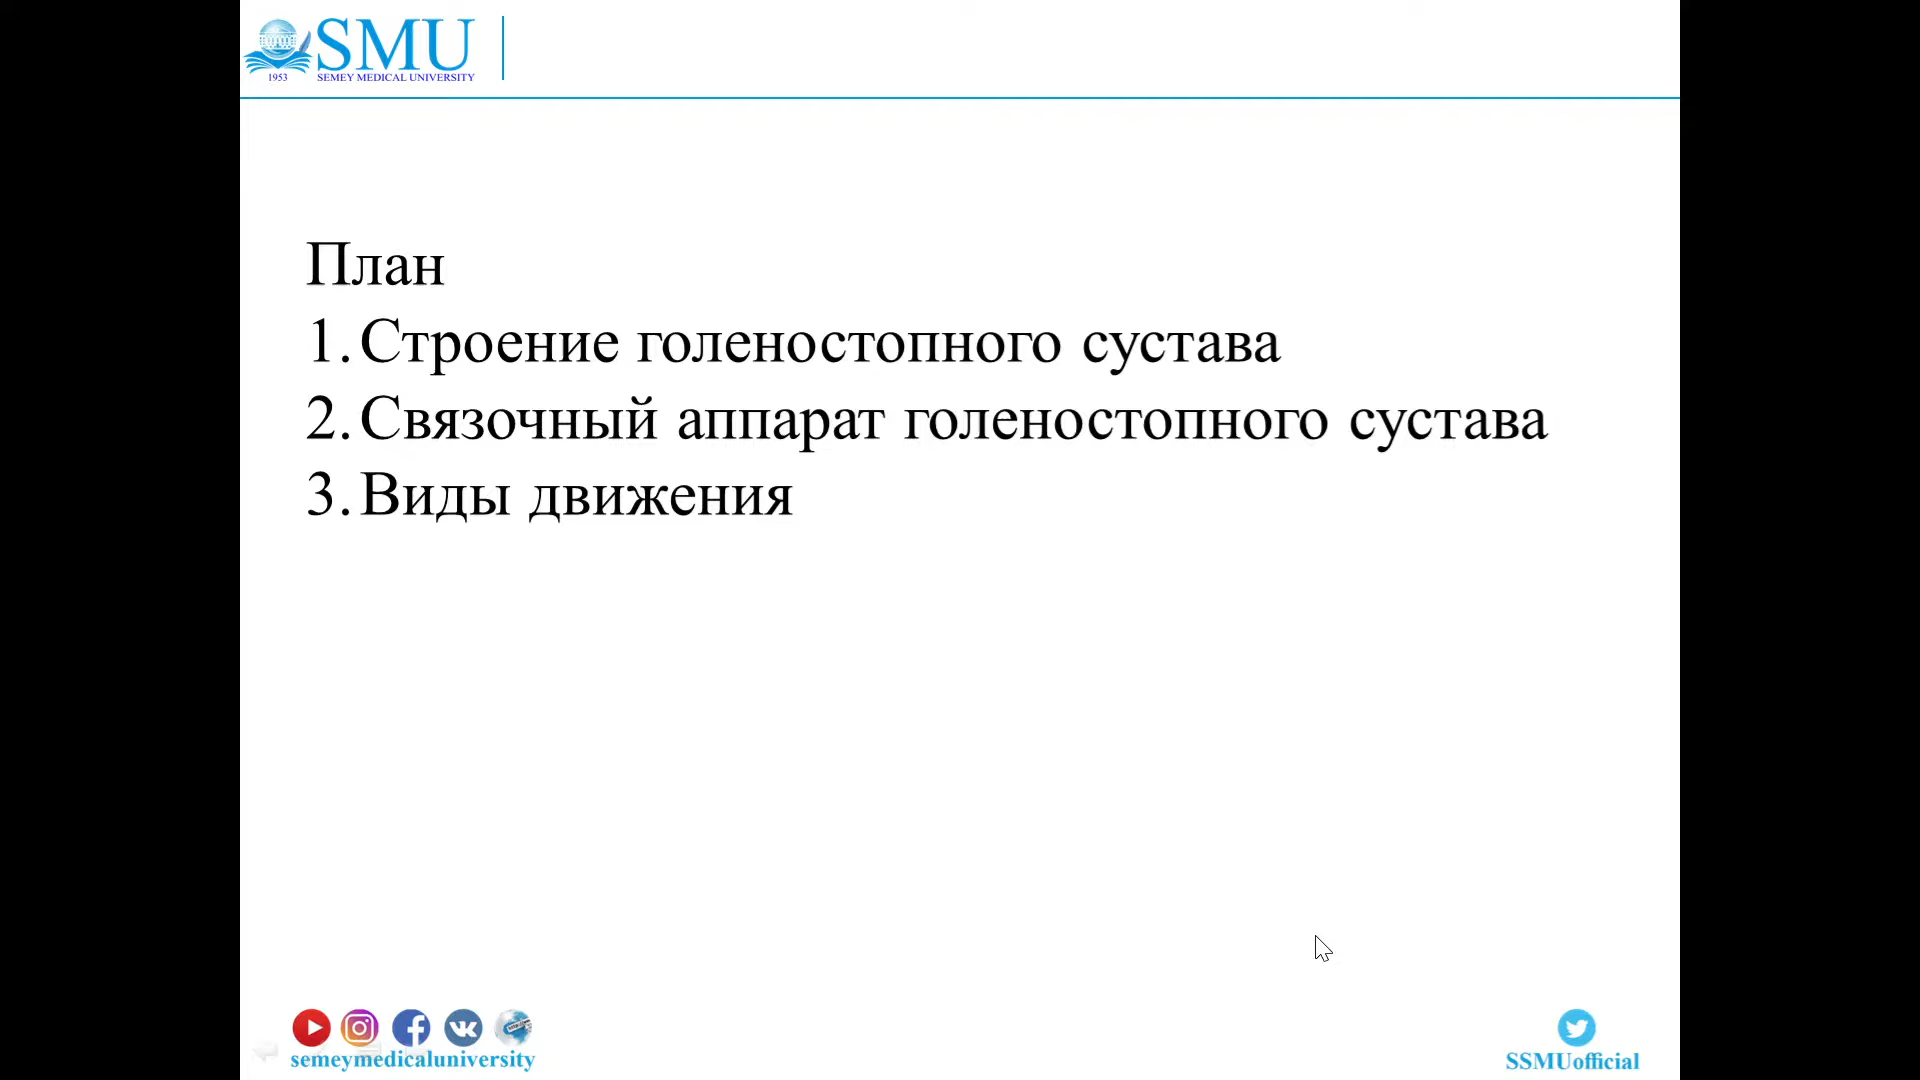 SMU
1953 SEMEY MEDICAL UNIVERSITY
План
1. Строение голеностопного сустава
2. Связочный аппарат голеностопного сустава
3. Виды движения
semeymedicaluniversity
SSMUofficial